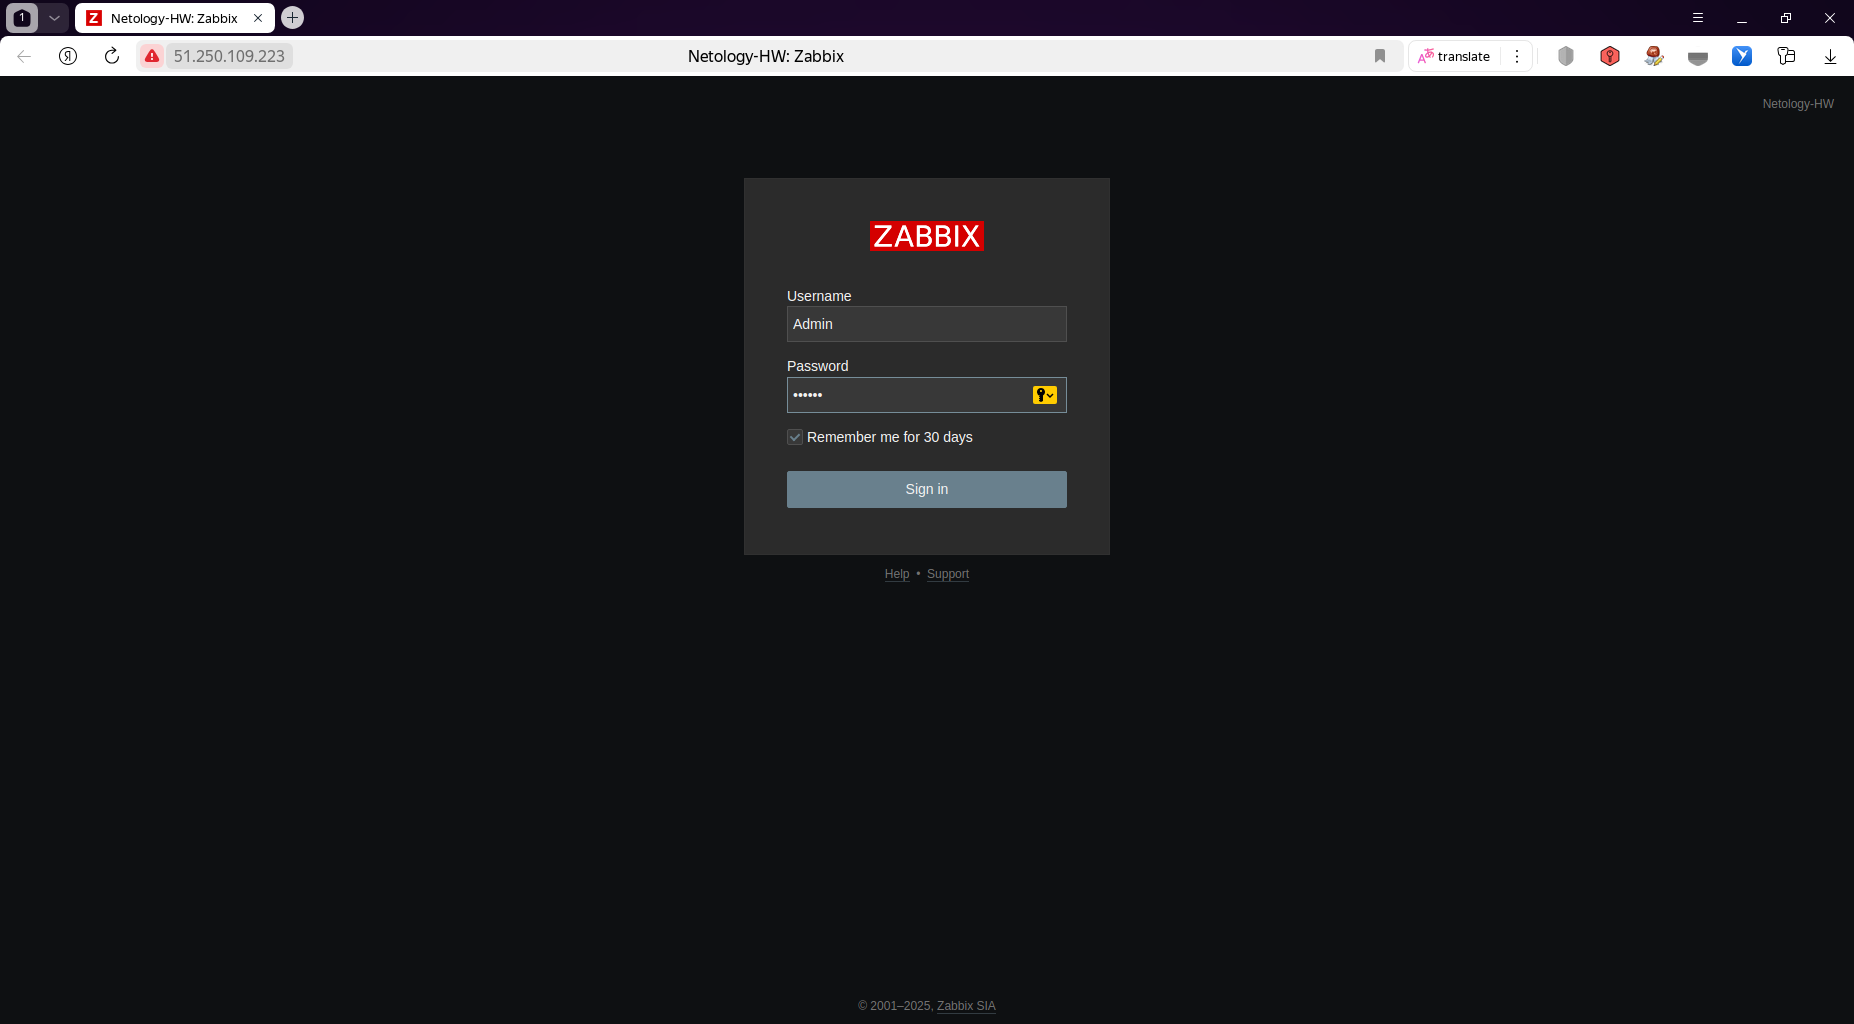 1
Netology-HW: Zabbix
51.250.109.223
Netology-HW: Zabbix
translate
Netology-HW
ZABBIX
Username
Admin
Password
••••••
Remember me for 30 days
Sign in
Help • Support
© 2001–2025, Zabbix SIA